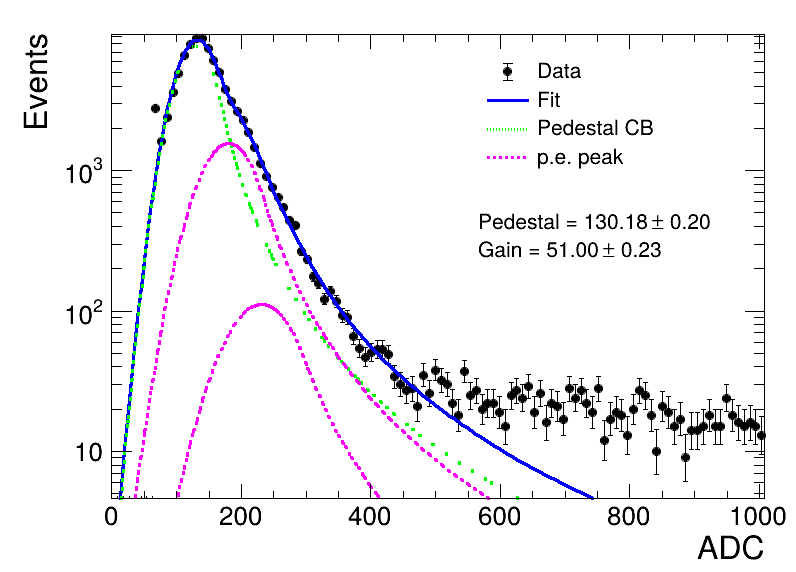 Events
10³
10²
10
0 200 400 600 800 1000
ADC
Data
Fit
Pedestal CB
p.e. peak
Pedestal = 130.18 ± 0.20
Gain = 51.00 ± 0.23